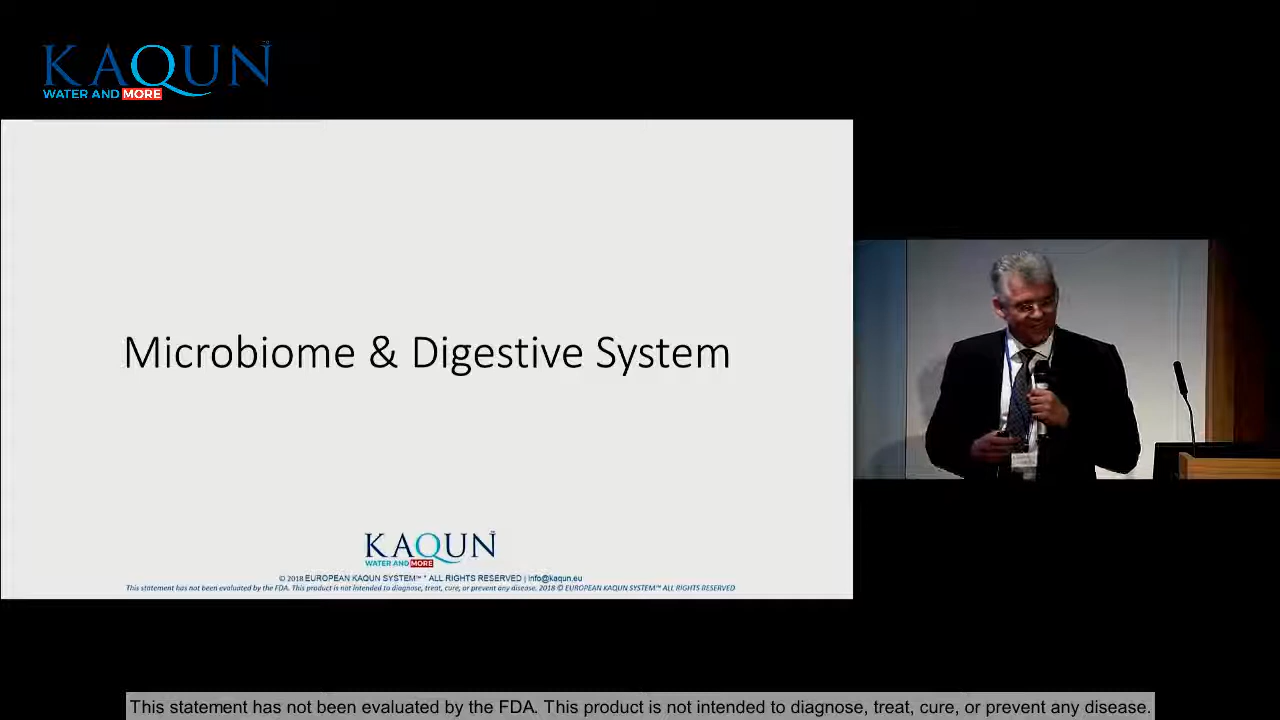 KAQUN™
WATER AND MORE
Microbiome & Digestive System
KAQUN™
WATER AND MORE
© 2018 EUROPEAN KAQUN SYSTEM™ * ALL RIGHTS RESERVED | info@kaqun.eu
This statement has not been evaluated by the FDA. This product is not intended to diagnose, treat, cure, or prevent any disease. 2018 © EUROPEAN KAQUN SYSTEM™ ALL RIGHTS RESERVED
This statement has not been evaluated by the FDA. This product is not intended to diagnose, treat, cure, or prevent any disease.